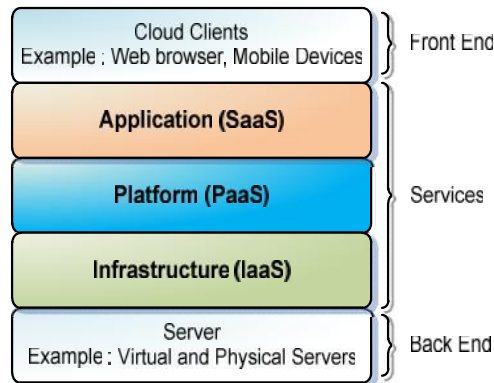 Cloud Clients
Example : Web browser, Mobile Devices
Front End
Application (SaaS)
Platform (PaaS)
Services
Infrastructure (IaaS)
Server
Example : Virtual and Physical Servers
Back End